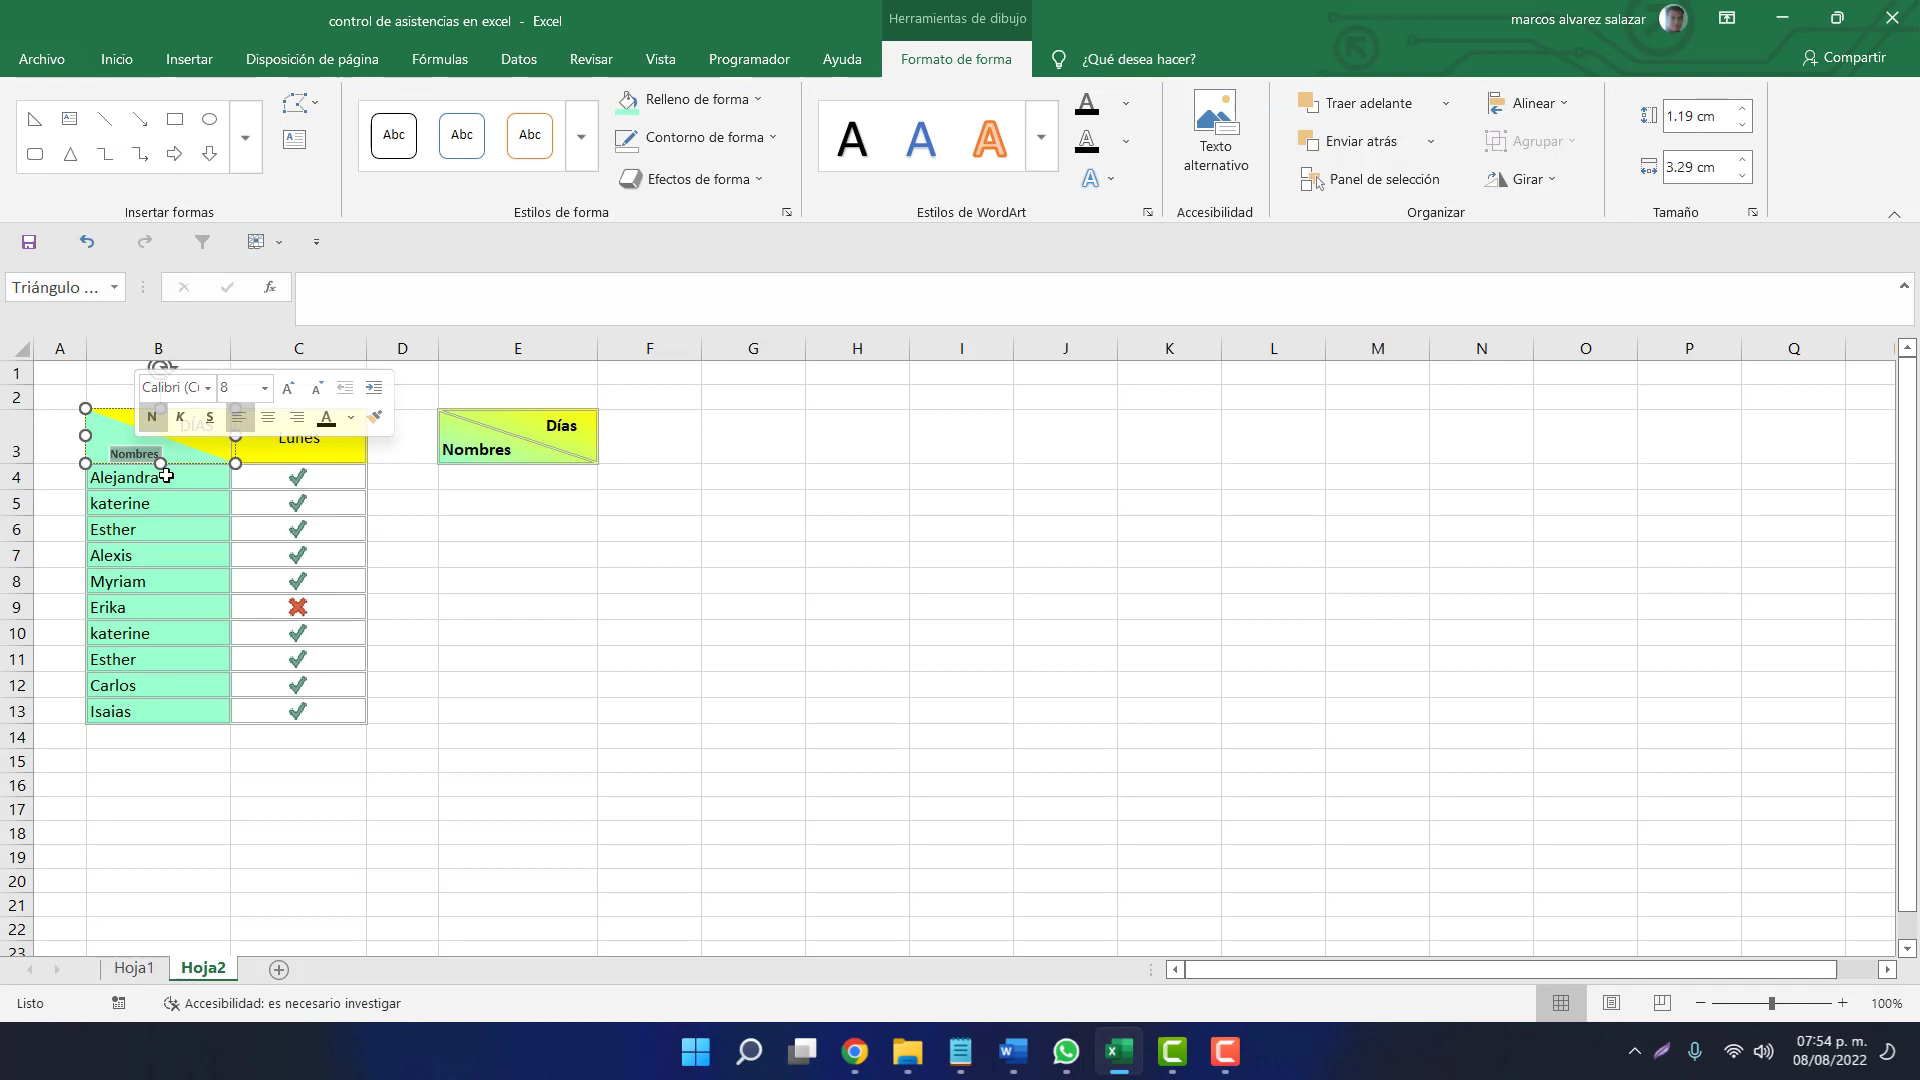 control de asistencias en excel - Excel
Herramientas de dibujo
marcos alvarez salazar
Archivo
Inicio
Insertar
Disposición de página
Fórmulas
Datos
Revisar
Vista
Programador
Ayuda
Formato de forma
¿Qué desea hacer?
Compartir
Abc
Abc
Abc
Relleno de forma
Contorno de forma
Efectos de forma
A
A
A
A
A
A
Texto alternativo
Traer adelante
Enviar atrás
Panel de selección
Alinear
Agrupar
Girar
1.19 cm
3.29 cm
Insertar formas
Estilos de forma
Estilos de WordArt
Accesibilidad
Organizar
Tamaño
Triángulo ...
fx
A B C D E F G H I J K L M N O P Q
1
2
Calibri (Ci
8
A A
N K S A
DÍAS
Lunes
Nombres
3
Días
Nombres
4 Alejandra
5 katerine
6 Esther
7 Alexis
8 Myriam
9 Erika
10 katerine
11 Esther
12 Carlos
13 Isaias
14
15
16
17
18
19
20
21
22
23
Hoja1
Hoja2
Listo
Accesibilidad: es necesario investigar
100%
07:54 p. m.
08/08/2022